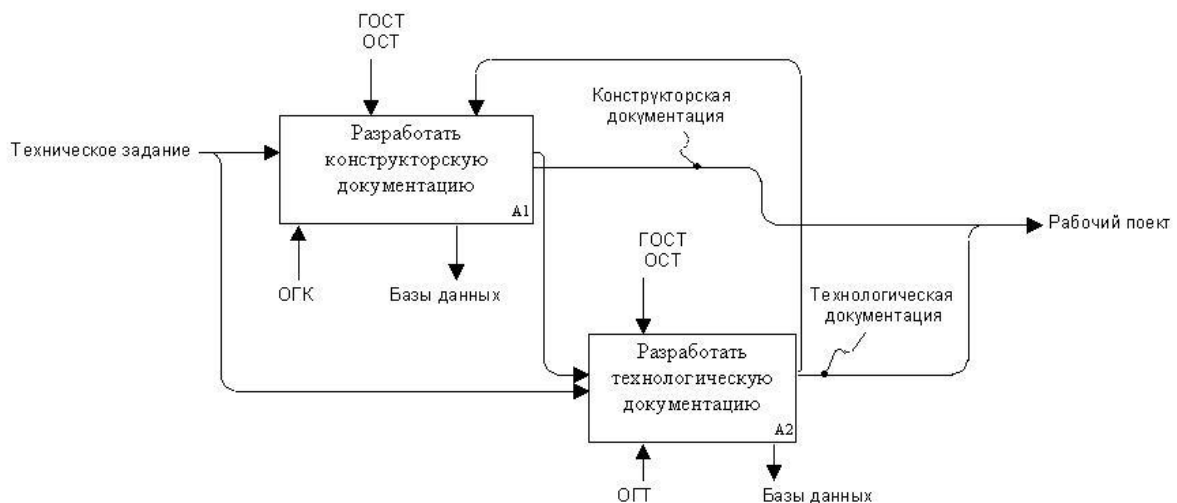 ГОСТ
ОСТ
Конструкторская
документация
Техническое задание
Разработать
конструкторскую
документацию
A1
Рабочий поект
ГОСТ
ОСТ
ОГК
Базы данных
Технологическая
документация
Разработать
технологическую
документацию
A2
ОГТ
Базы данных